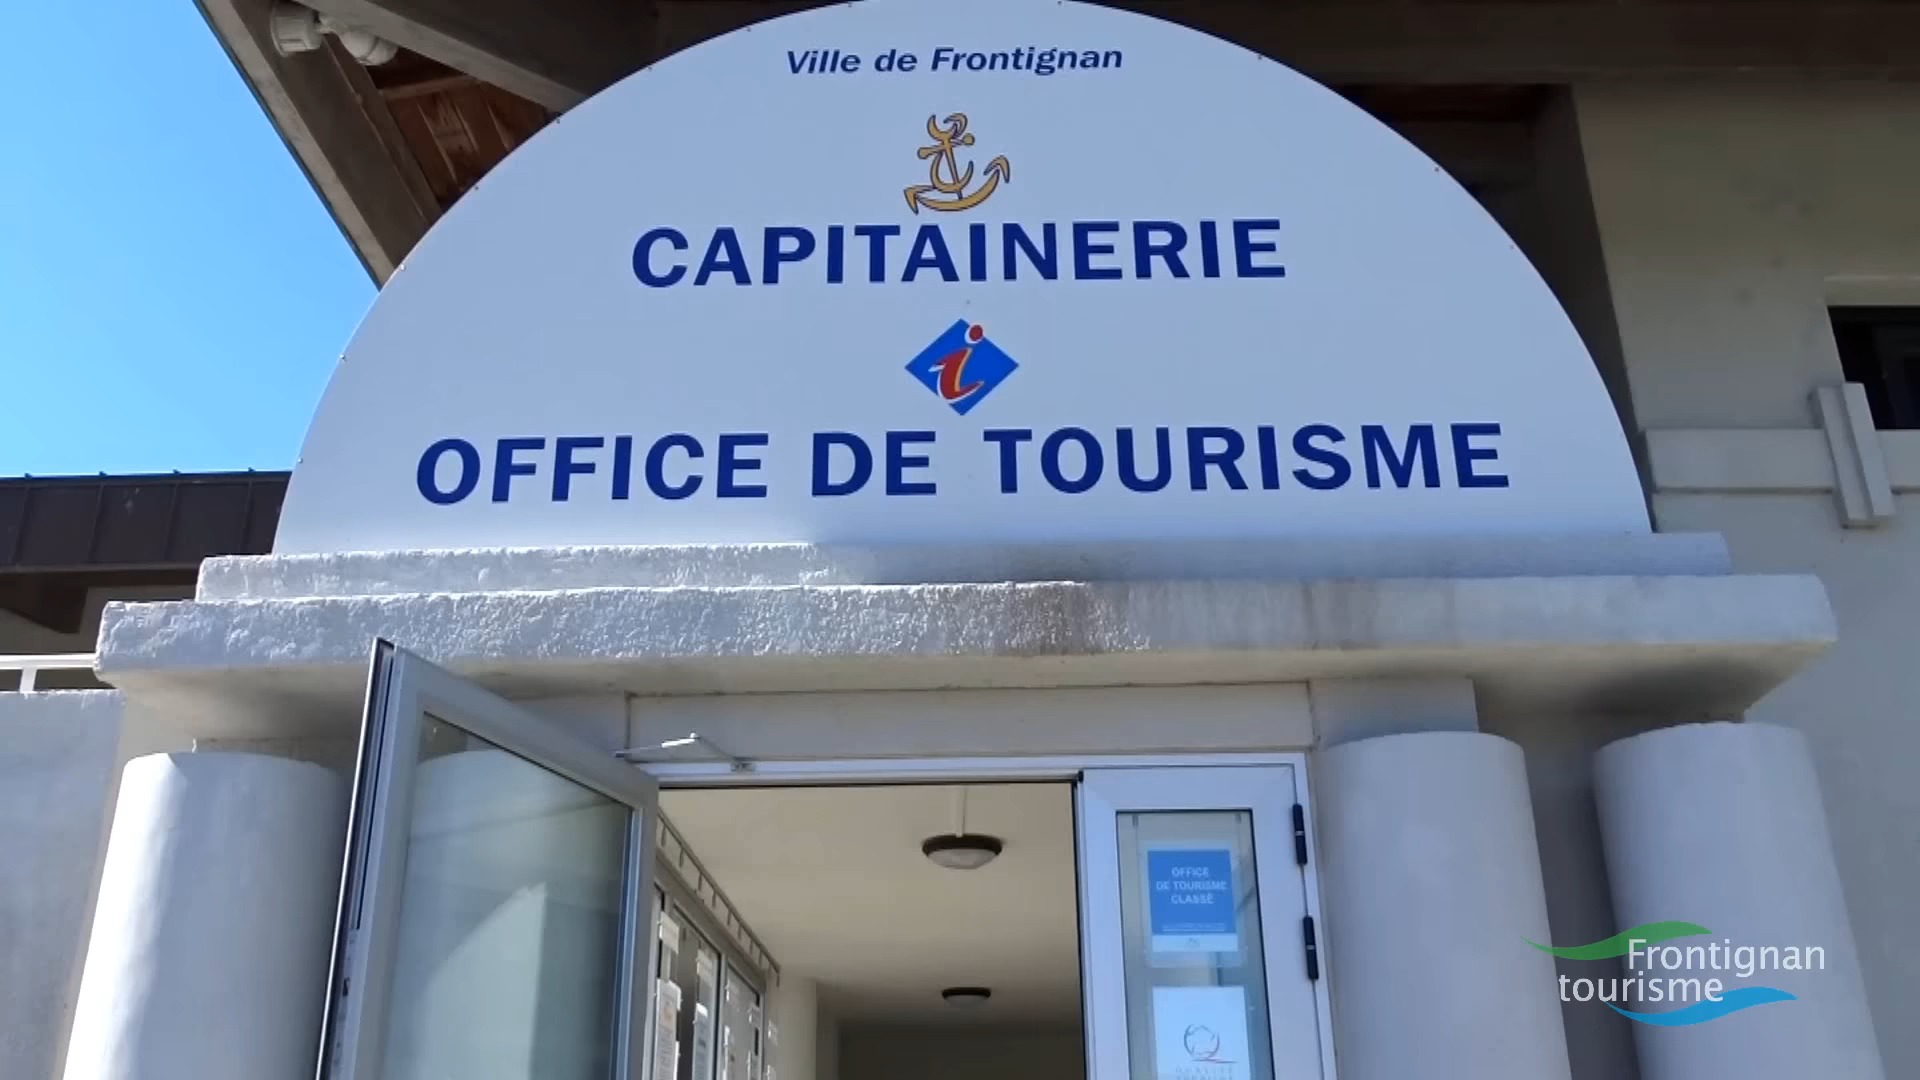 Ville de Frontignan
CAPITAINERIE
i
OFFICE DE TOURISME
OFFICE
DE TOURISME
CLASSÉ
Frontignan
tourisme